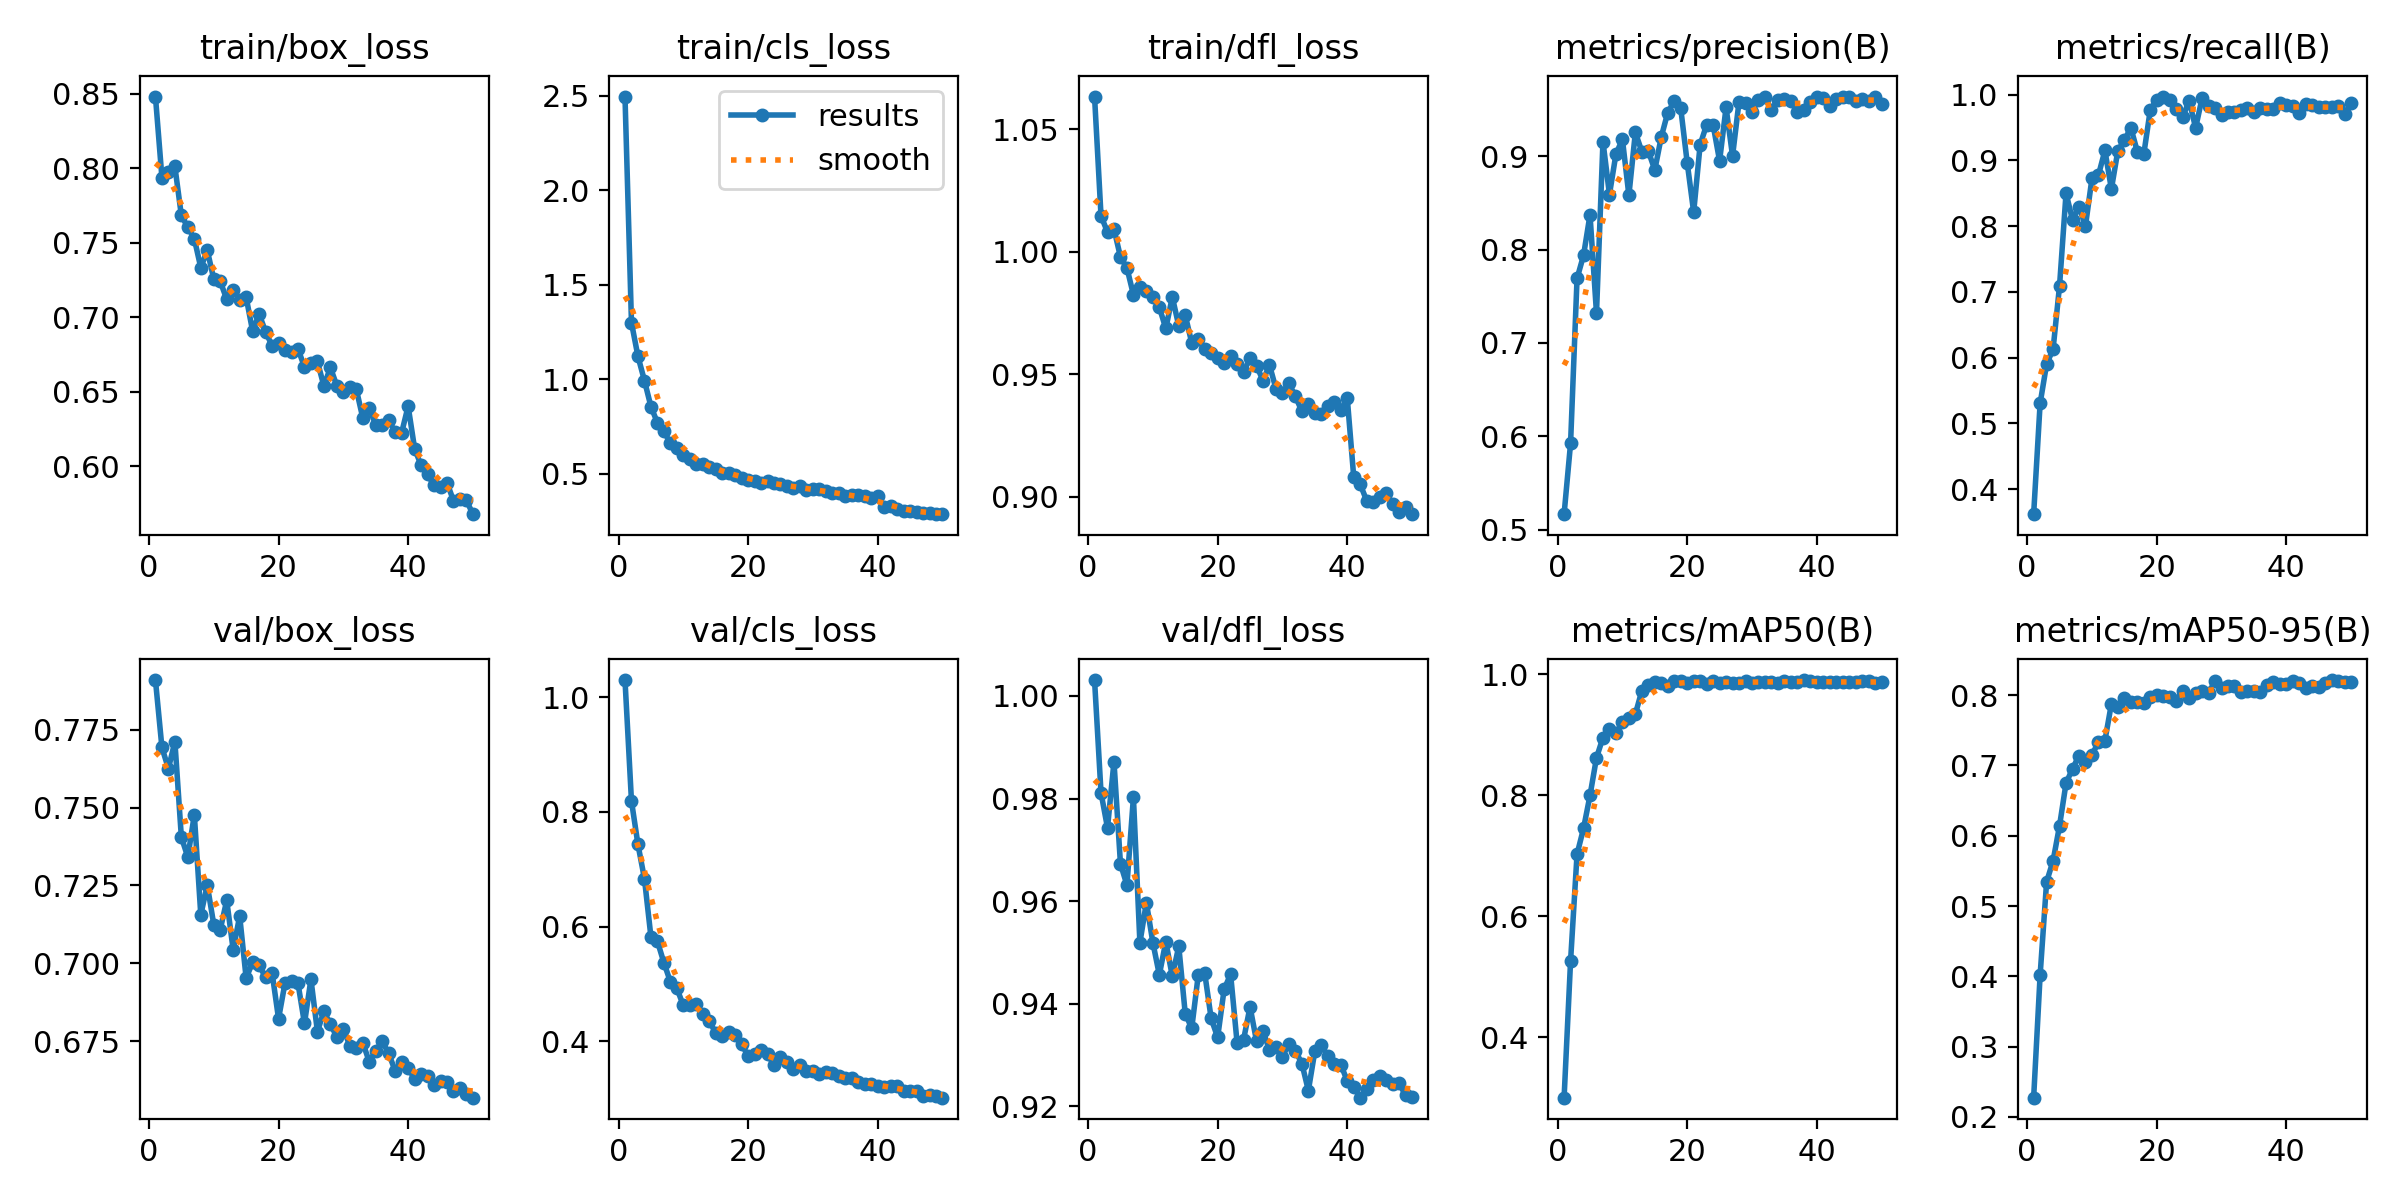 train/box_loss
train/cls_loss
train/dfl_loss
metrics/precision(B)
metrics/recall(B)
0.85
0.80
0.75
0.70
0.65
0.60
0 20 40
2.5
2.0
1.5
1.0
0.5
results
smooth
0 20 40
1.05
1.00
0.95
0.90
0 20 40
0.9
0.8
0.7
0.6
0.5
0 20 40
1.0
0.9
0.8
0.7
0.6
0.5
0.4
0 20 40
val/box_loss
val/cls_loss
val/dfl_loss
metrics/mAP50(B)
metrics/mAP50-95(B)
0.775
0.750
0.725
0.700
0.675
0 20 40
1.0
0.8
0.6
0.4
0 20 40
1.00
0.98
0.96
0.94
0.92
0 20 40
1.0
0.8
0.6
0.4
0 20 40
0.8
0.7
0.6
0.5
0.4
0.3
0.2
0 20 40